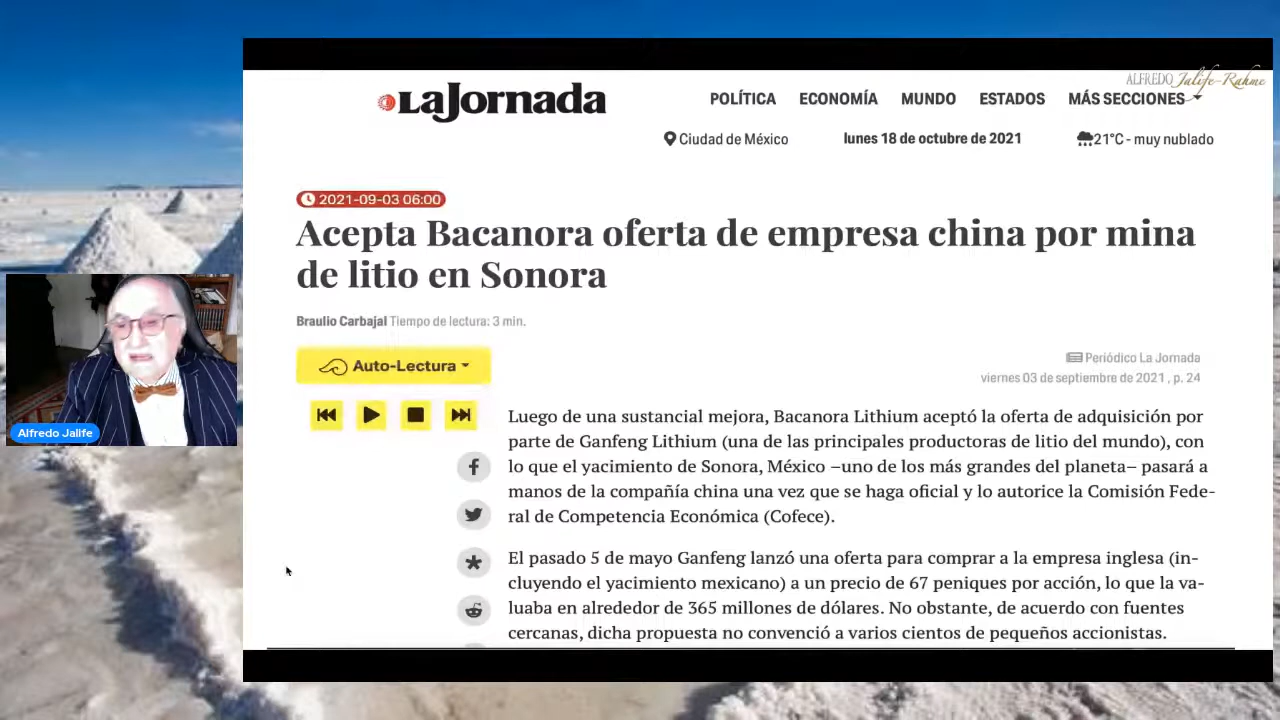 ALFREDO Jalife-Rahme
LaJornada
POLÍTICA ECONOMÍA MUNDO ESTADOS MÁS SECCIONES
Ciudad de México lunes 18 de octubre de 2021 21°C - muy nublado
2021-09-03 06:00
Acepta Bacanora oferta de empresa china por mina
de litio en Sonora
Braulio Carbajal Tiempo de lectura: 3 min.
Auto-Lectura
Periódico La Jornada
viernes 03 de septiembre de 2021 , p. 24
Luego de una sustancial mejora, Bacanora Lithium aceptó la oferta de adquisición por
parte de Ganfeng Lithium (una de las principales productoras de litio del mundo), con
lo que el yacimiento de Sonora, México –uno de los más grandes del planeta– pasará a
manos de la compañía china una vez que se haga oficial y lo autorice la Comisión Fede-
ral de Competencia Económica (Cofece).
El pasado 5 de mayo Ganfeng lanzó una oferta para comprar a la empresa inglesa (in-
cluyendo el yacimiento mexicano) a un precio de 67 peniques por acción, lo que la va-
luaba en alrededor de 365 millones de dólares. No obstante, de acuerdo con fuentes
cercanas, dicha propuesta no convenció a varios cientos de pequeños accionistas.
Alfredo Jalife